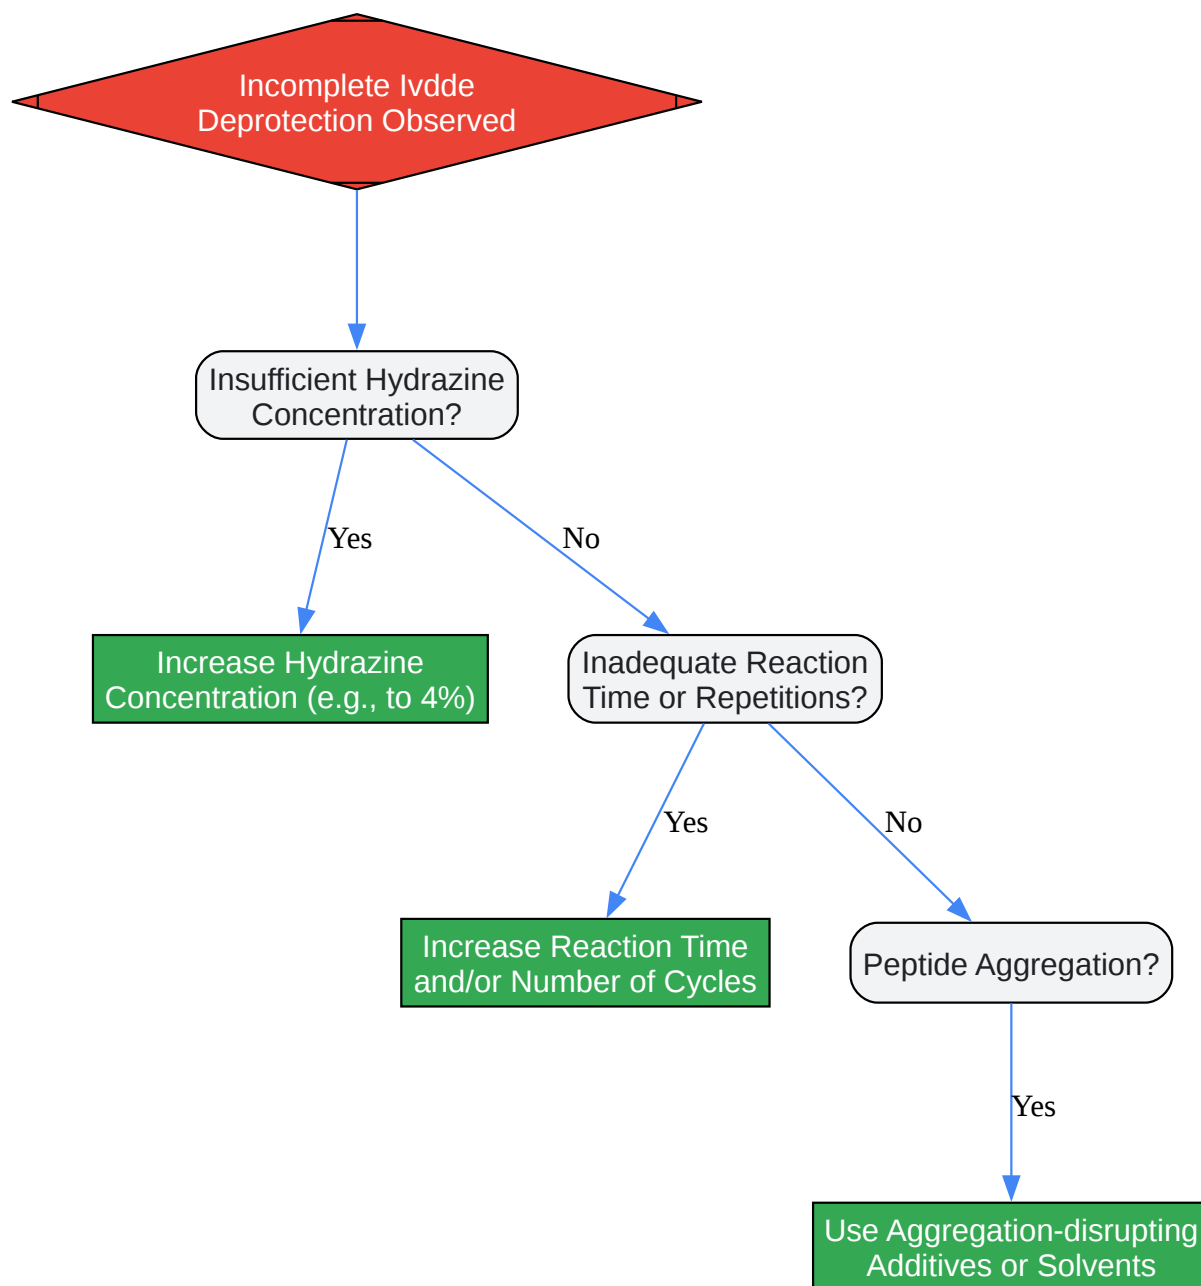 Incomplete Ivdde
Deprotection Observed
Insufficient Hydrazine
Concentration?
Yes
No
Increase Hydrazine
Concentration (e.g., to 4%)
Inadequate Reaction
Time or Repetitions?
Yes
No
Increase Reaction Time
and/or Number of Cycles
Peptide Aggregation?
Yes
Use Aggregation-disrupting
Additives or Solvents